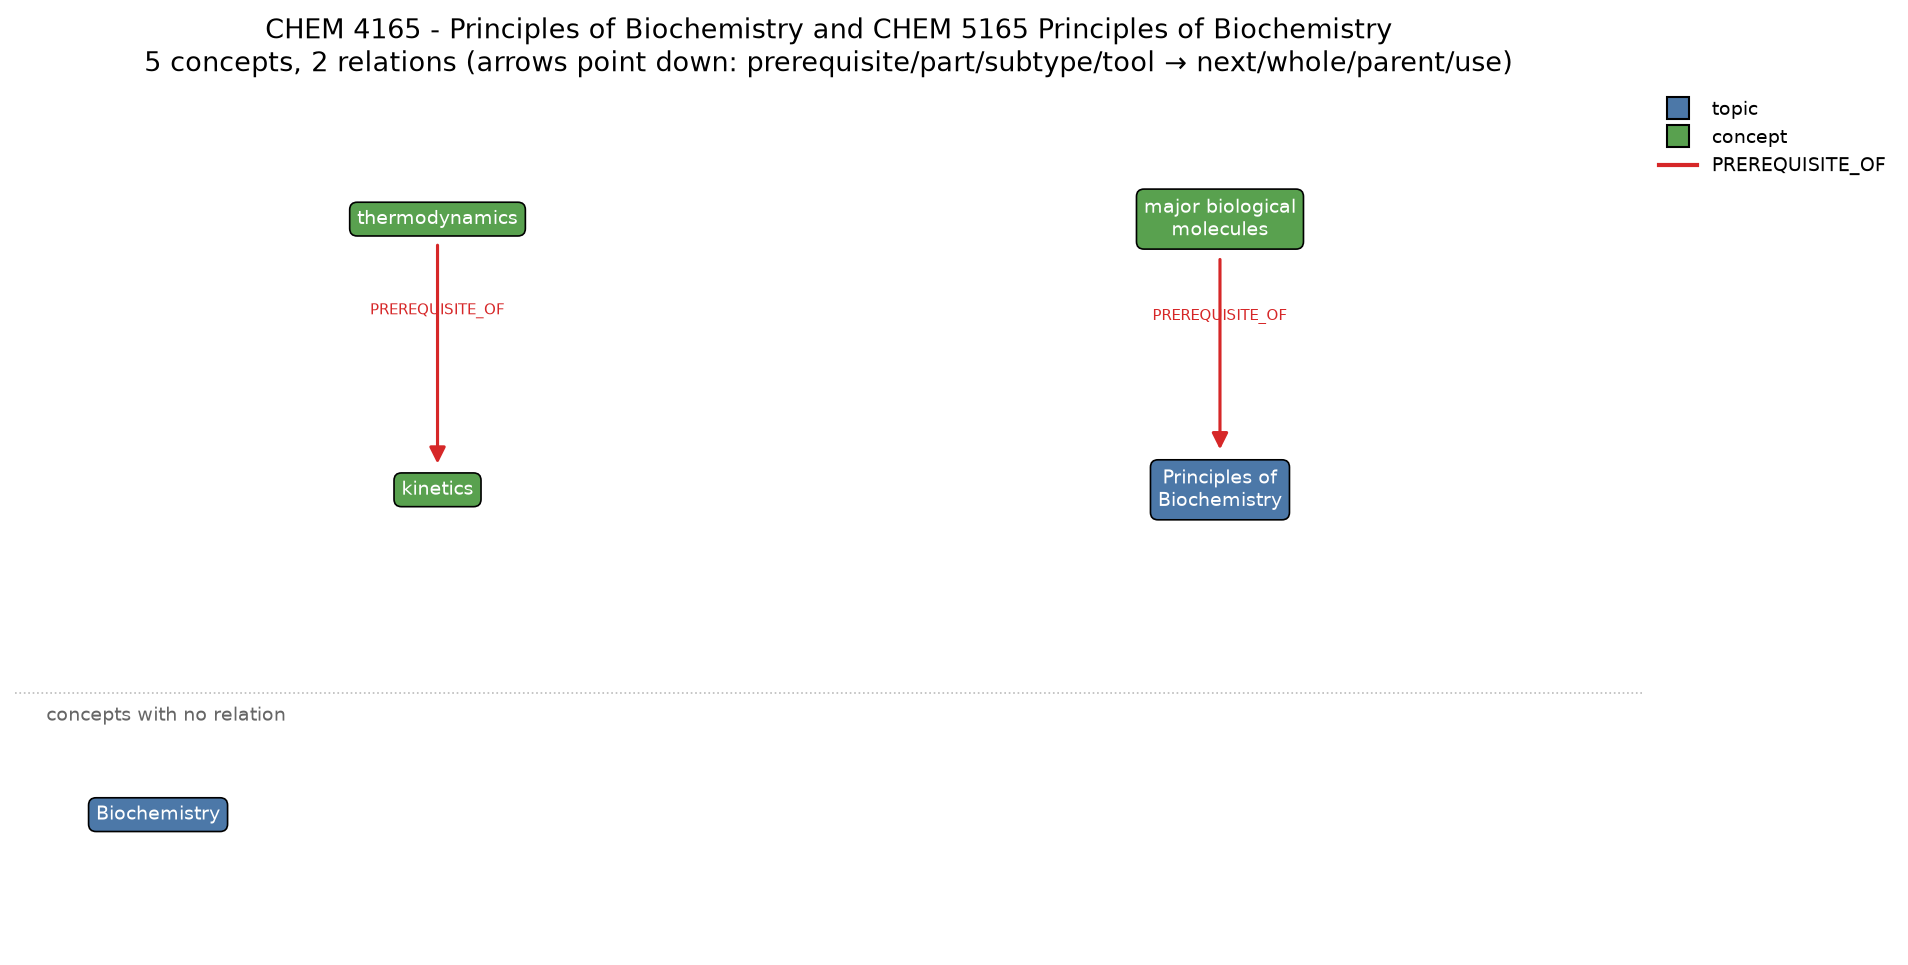 CHEM 4165 - Principles of Biochemistry and CHEM 5165 Principles of Biochemistry
5 concepts, 2 relations (arrows point down: prerequisite/part/subtype/tool → next/whole/parent/use)
topic
concept
PREREQUISITE_OF
thermodynamics
major biological
molecules
PREREQUISITE_OF
PREREQUISITE_OF
kinetics
Principles of
Biochemistry
concepts with no relation
Biochemistry